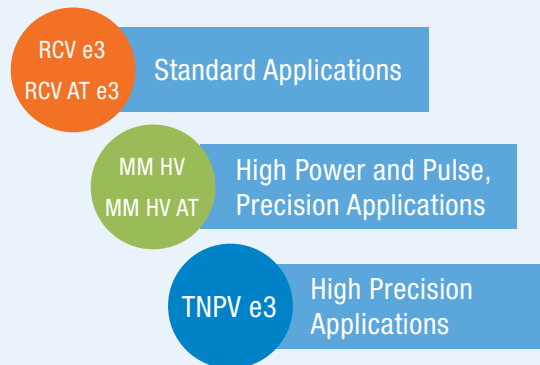 RCV e3
RCV AT e3
Standard Applications
MM HV
MM HV AT
High Power and Pulse,
Precision Applications
TNPV e3
High Precision
Applications